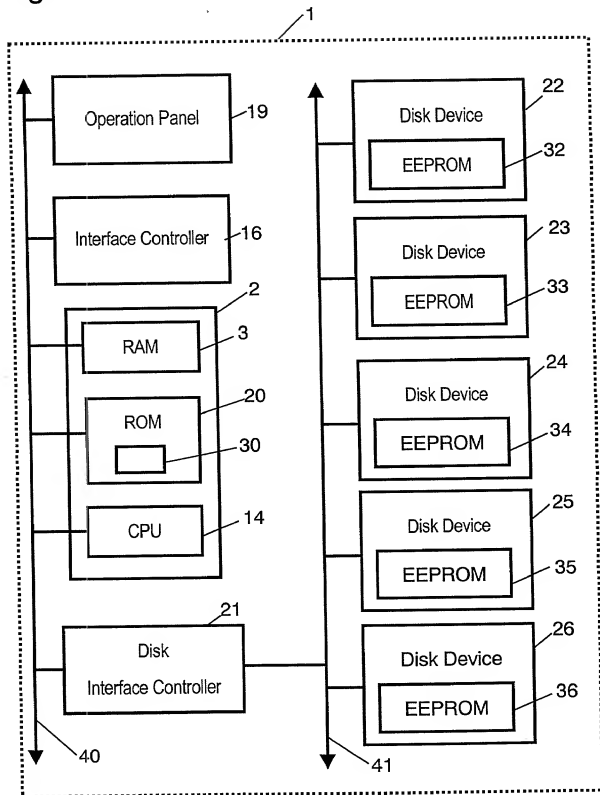 1
Operation Panel
19
Interface Controller
16
2
RAM
3
ROM
20
30
CPU
14
21
Disk
Interface Controller
40
Disk Device
22
EEPROM
32
Disk Device
23
EEPROM
33
Disk Device
24
EEPROM
34
Disk Device
25
EEPROM
35
Disk Device
26
EEPROM
36
41